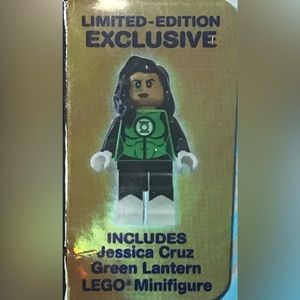 LIMITED-EDITION
EXCLUSIVE
INCLUDES
Jessica Cruz
Green Lantern
LEGO® Minifigure